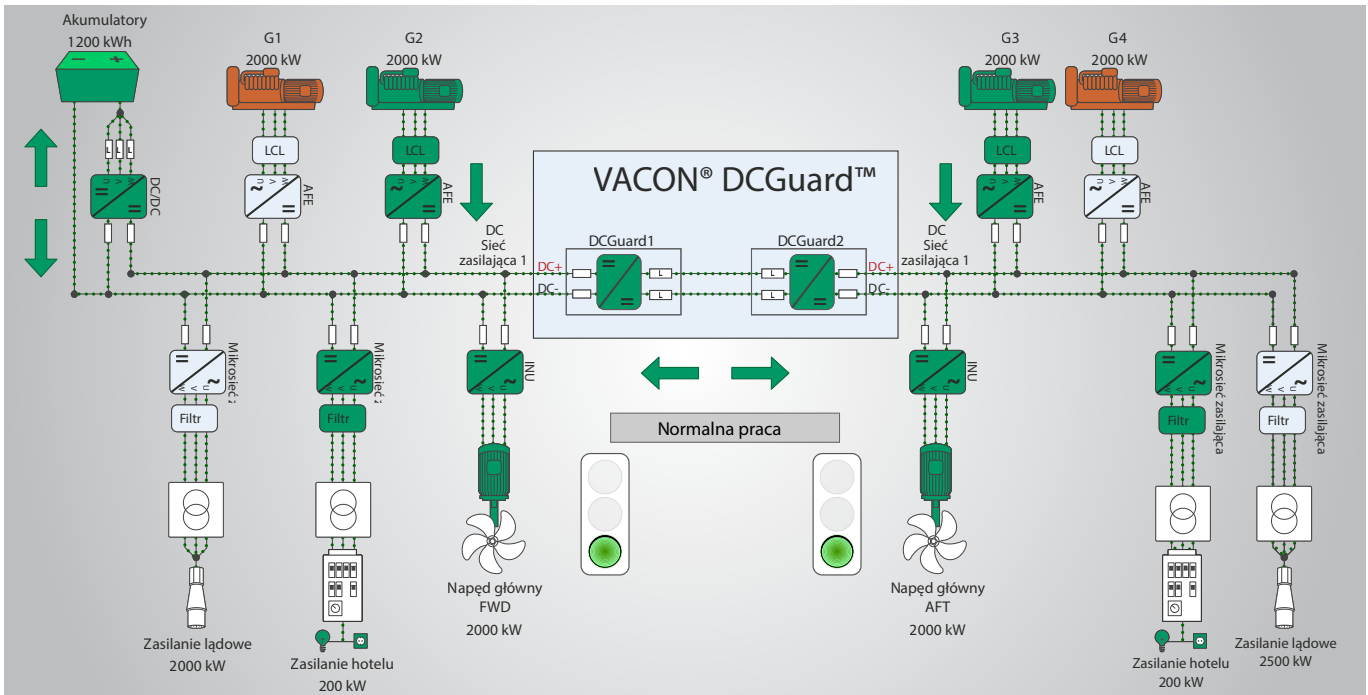 Akumulatory
1200 kWh
G1
2000 kW
G2
2000 kW
G3
2000 kW
G4
2000 kW
LCL
LCL
LCL
LCL
L L L
DC/DC
U V W
AFE
U V W
AFE
U V W
AFE
U V W
AFE
U V W
VACON® DCGuard™
DC
Sieć
zasilająca 1
DC
Sieć
zasilająca 1
DCGuard1
DCGuard2
DC+
DC-
DC+
DC-
L
L
L
L
Mikrosieć z
W V U
Mikrosieć z
W V U
INU
W V U
INU
W V U
Mikrosieć zasilająca
W V U
Mikrosieć zasilająca
W V U
Filtr
Filtr
Filtr
Filtr
Normalna praca
Napęd główny
FWD
2000 kW
Napęd główny
AFT
2000 kW
Zasilanie lądowe
2000 kW
Zasilanie hotelu
200 kW
Zasilanie hotelu
200 kW
Zasilanie lądowe
2500 kW